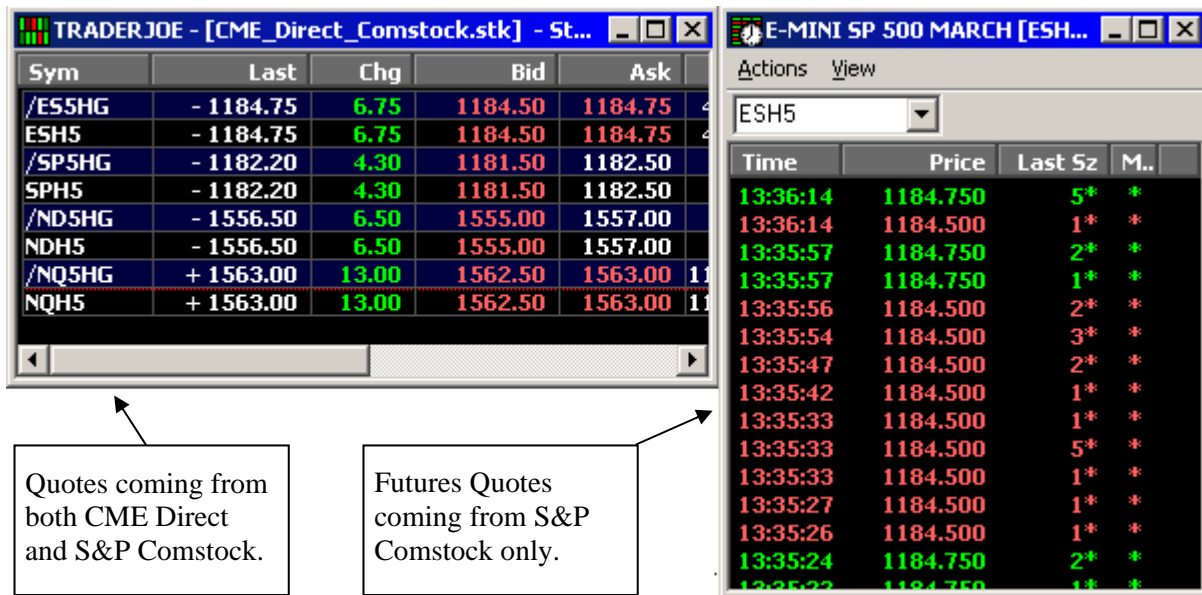 TRADERJOE - [CME_Direct_Comstock.stk] - St...
Sym Last Chg Bid Ask
/ES5HG - 1184.75 6.75 1184.50 1184.75
ESH5 - 1184.75 6.75 1184.50 1184.75
/SP5HG - 1182.20 4.30 1181.50 1182.50
SPH5 - 1182.20 4.30 1181.50 1182.50
/ND5HG - 1556.50 6.50 1555.00 1557.00
NDH5 - 1556.50 6.50 1555.00 1557.00
/NQ5HG + 1563.00 13.00 1562.50 1563.00 11
NQH5 + 1563.00 13.00 1562.50 1563.00 11
Quotes coming from
both CME Direct
and S&P Comstock.
Futures Quotes
coming from S&P
Comstock only.
E-MINI SP 500 MARCH [ESH...
Actions View
ESH5
Time Price Last Sz M..
13:36:14 1184.750 5* *
13:36:14 1184.500 1* *
13:35:57 1184.750 2* *
13:35:57 1184.750 1* *
13:35:56 1184.500 2* *
13:35:54 1184.500 3* *
13:35:47 1184.500 2* *
13:35:42 1184.500 1* *
13:35:33 1184.500 1* *
13:35:33 1184.500 5* *
13:35:33 1184.500 1* *
13:35:27 1184.500 1* *
13:35:26 1184.500 1* *
13:35:24 1184.750 2* *
1184.750 1* *